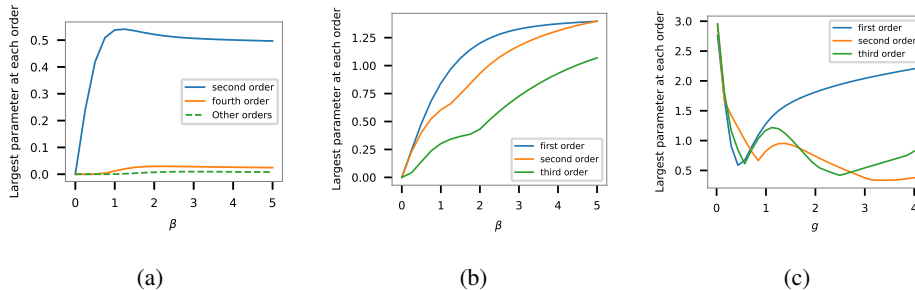 Largest parameter at each order
0.5
0.4
0.3
0.2
0.1
0.0
second order
fourth order
Other orders
0 1 2 3 4 5
β
(a)
Largest parameter at each order
1.25
1.00
0.75
0.50
0.25
0.00
first order
second order
third order
0 1 2 3 4 5
β
(b)
Largest parameter at each order
3.0
2.5
2.0
1.5
1.0
0.5
first order
second order
third order
0 1 2 3 4
g
(c)